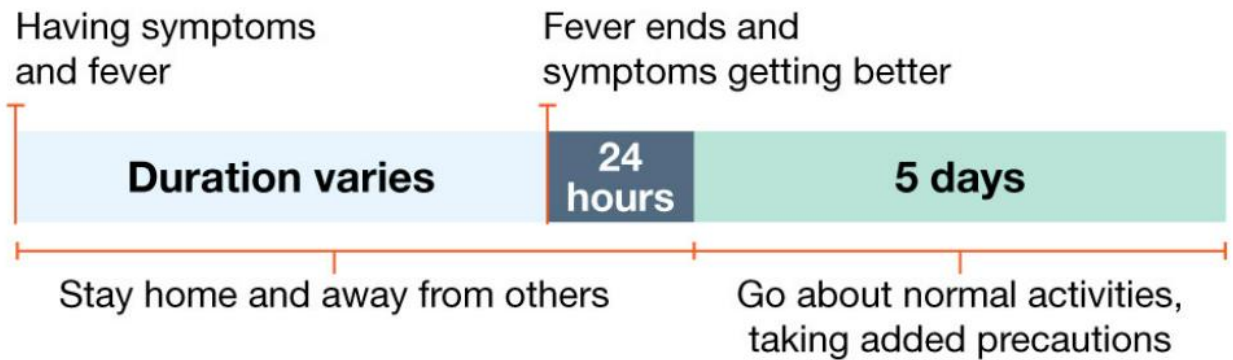 Having symptoms
and fever
Fever ends and
symptoms getting better
Duration varies
24
hours
5 days
Stay home and away from others
Go about normal activities,
taking added precautions